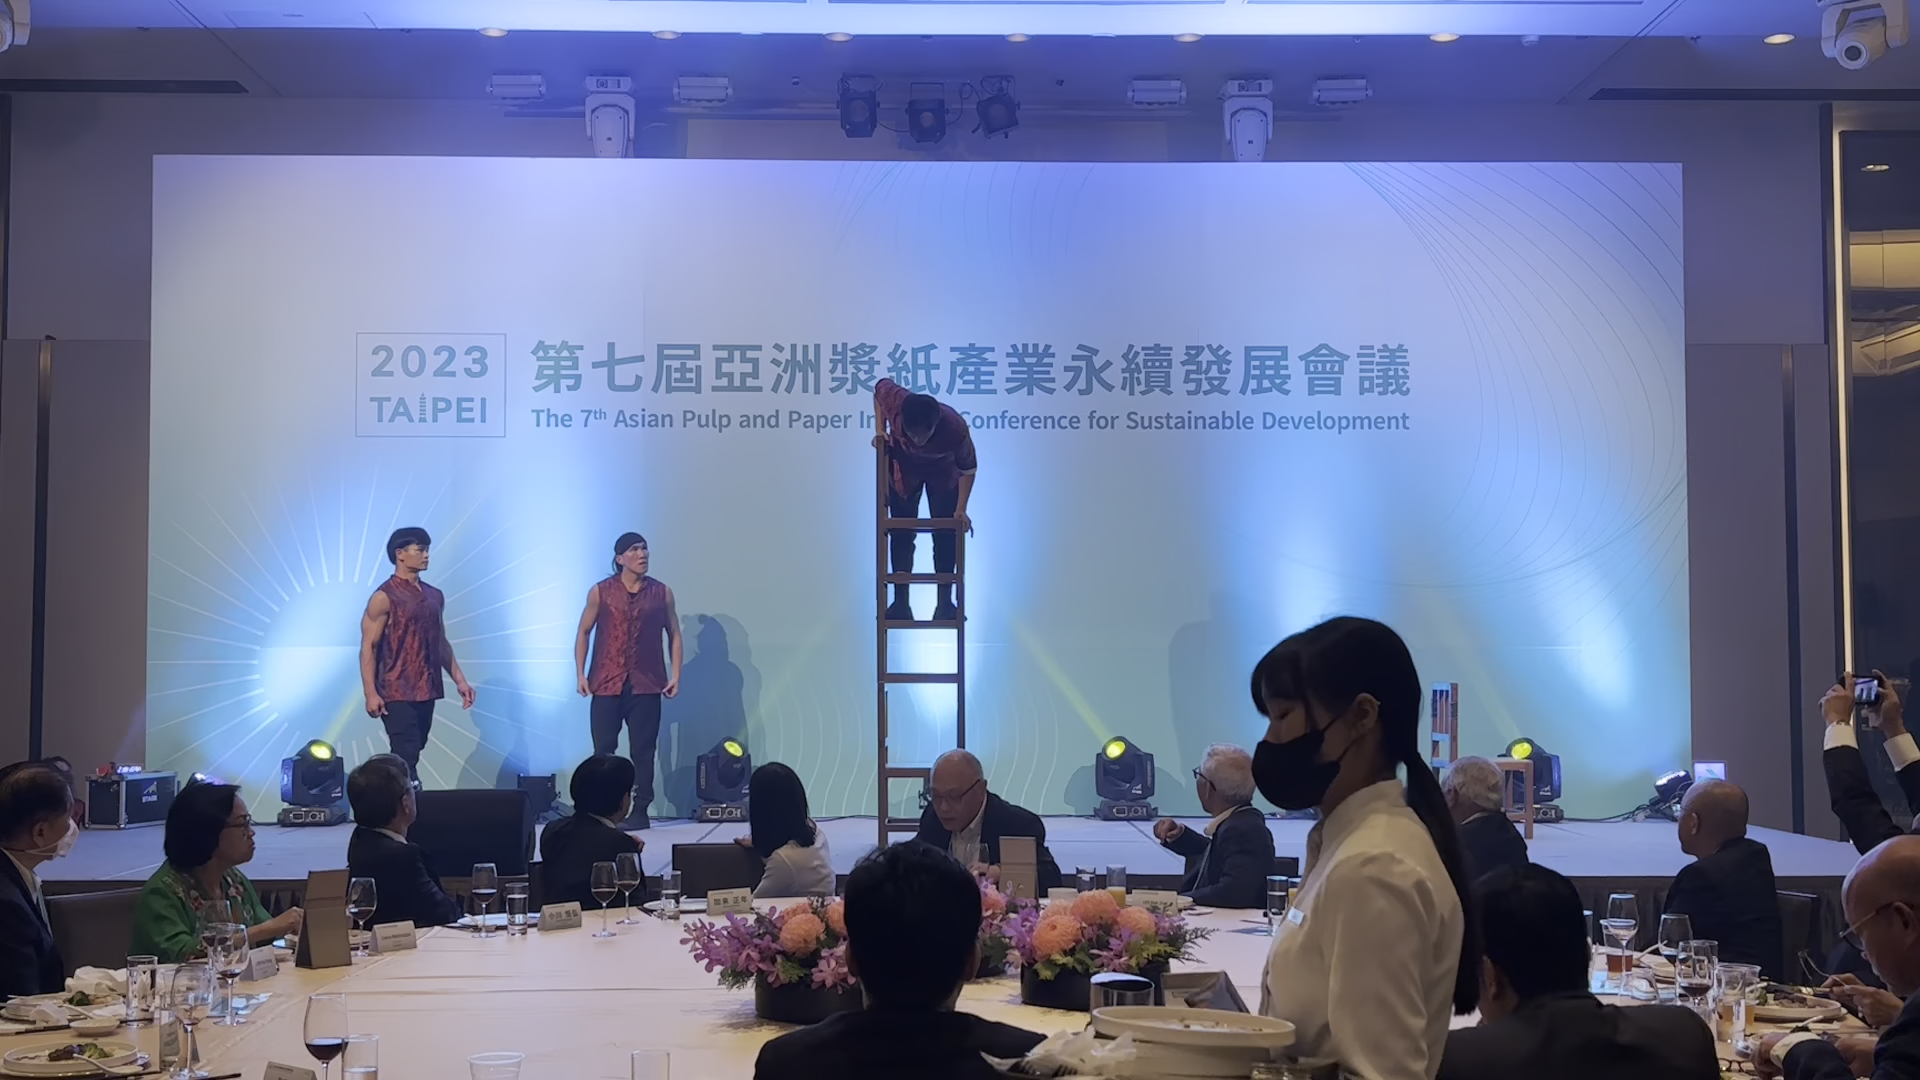 2023
TAIPEI
第七屆亞洲漿紙產業永續發展會議
The 7th Asian Pulp and Paper In Conference for Sustainable Development
STAGE